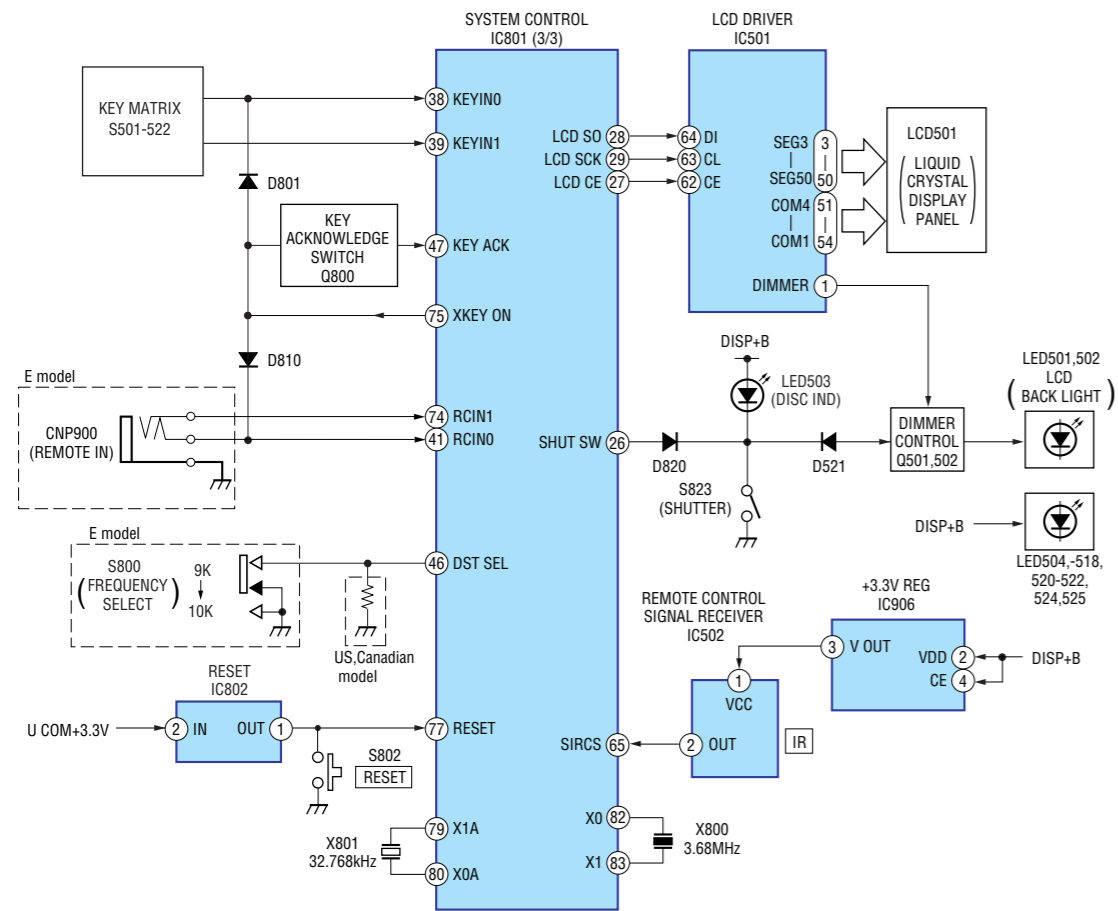 SYSTEM CONTROL
IC801 (3/3)
LCD DRIVER
IC501
KEY MATRIX
S501-522
38 KEYIN0
39 KEYIN1
LCD SO 28
LCD SCK 29
LCD CE 27
64 DI
63 CL
62 CE
SEG3 3
SEG50 50
COM4 51
COM1 54
LCD501
(LIQUID
CRYSTAL
DISPLAY
PANEL)
D801
KEY
ACKNOWLEDGE
SWITCH
Q800
47 KEY ACK
DIMMER 1
75 XKEY ON
D810
DISP+B
LED503
(DISC IND)
LED501,502
(LCD
BACK LIGHT)
E model
CNP900
(REMOTE IN)
74 RCIN1
41 RCIN0
SHUT SW 26
D820
D521
DIMMER
CONTROL
Q501,502
S823
(SHUTTER)
DISP+B
LED504,-518,
520-522,
524,525
E model
S800
(FREQUENCY
SELECT)
9K
10K
46 DST SEL
US,Canadian
model
REMOTE CONTROL
SIGNAL RECEIVER
IC502
+3.3V REG
IC906
3 V OUT
VDD 2
CE 4
DISP+B
1
VCC
RESET
IC802
U COM+3.3V
2 IN
OUT 1
77 RESET
S802
RESET
SIRCS 65
2 OUT
IR
X801
32.768kHz
79 X1A
80 X0A
X0 82
X1 83
X800
3.68MHz